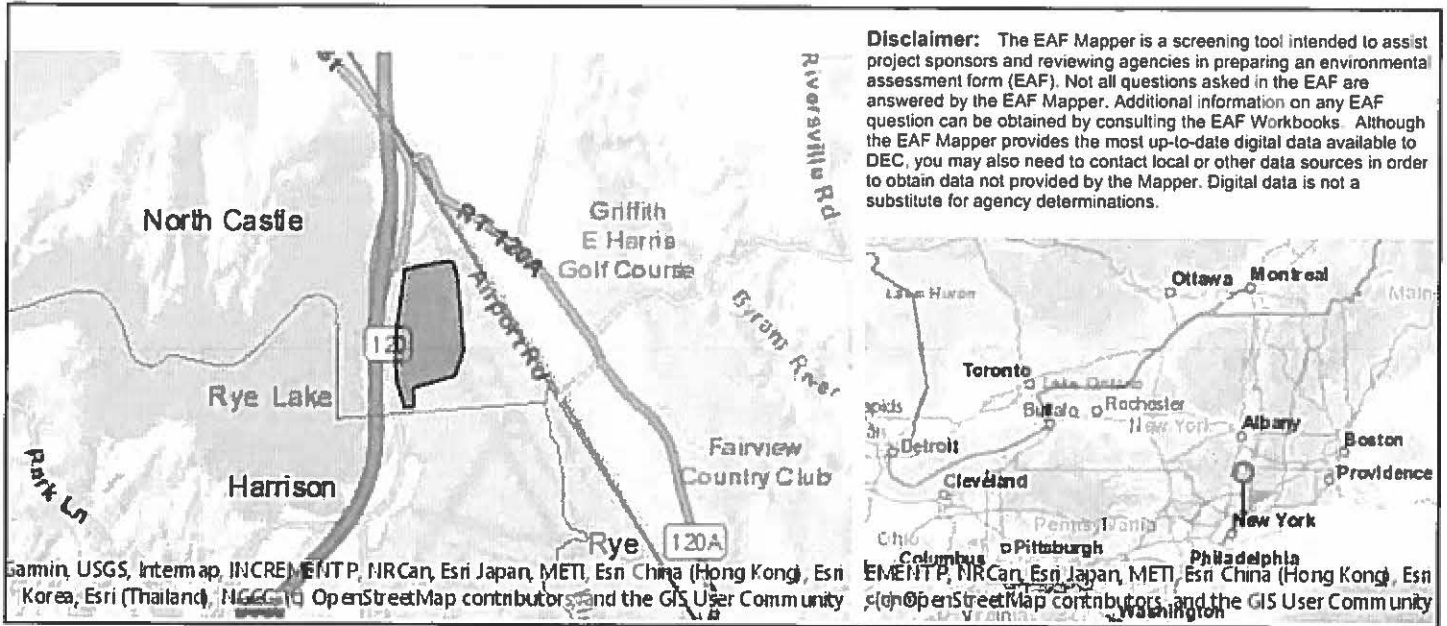 Disclaimer: The EAF Mapper is a screening tool intended to assist
project sponsors and reviewing agencies in preparing an environmental
assessment form (EAF). Not all questions asked in the EAF are
answered by the EAF Mapper. Additional information on any EAF
question can be obtained by consulting the EAF Workbooks. Although
the EAF Mapper provides the most up-to-date digital data available to
DEC, you may also need to contact local or other data sources in order
to obtain data not provided by the Mapper. Digital data is not a
substitute for agency determinations.
Riversville Rd
North Castle
RT-120A
Griffith
E Harris
Golf Course
Airport Rd
Byram River
120
Rye Lake
Park Ln
Harrison
Fairview
Country Club
Rye
120A
Garmin, USGS, Intermap, INCREMENT P, NRCan, Esri Japan, METI, Esri China (Hong Kong), Esri
Korea, Esri (Thailand), NGCC, OpenStreetMap contributors, and the GIS User Community
Ottawa
Montreal
Lake Huron
Toronto
Lake Ontario
Buffalo
Rochester
New York
Albany
Boston
Detroit
Providence
Cleveland
Pennsylvania
New York
Ohio
Columbus
Pittsburgh
Philadelphia
EMENT P, NRCan, Esri Japan, METI, Esri China (Hong Kong), Esri
OpenStreetMap contributors, and the GIS User Community
Washington